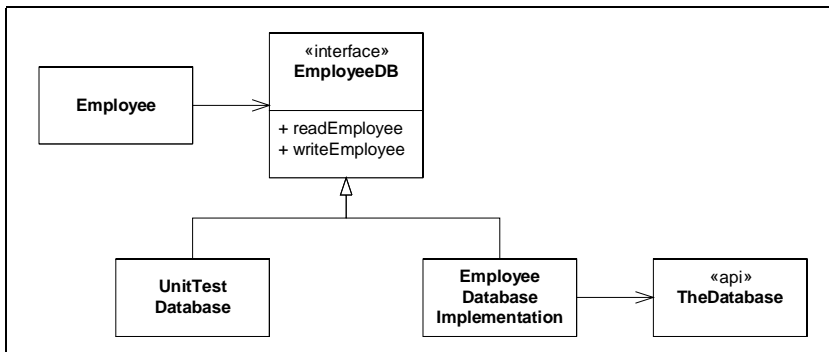 «interface»
EmployeeDB
Employee
+ readEmployee
+ writeEmployee
UnitTest
Database
Employee
Database
Implementation
«api»
TheDatabase